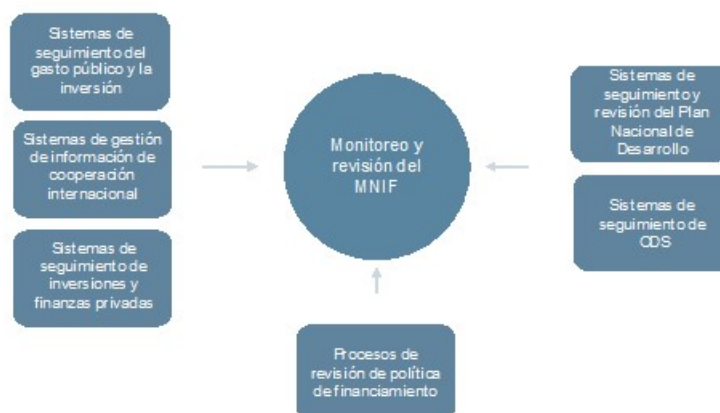 Sistemas de
seguimiento del
gasto público y la
inversión
Sistemas de gestión
de información de
cooperación
internacional
Sistemas de
seguimiento de
inversiones y
finanzas privadas
Monitoreo y
revisión del
MNIF
Procesos de
revisión de política
de financiamiento
Sistemas de
seguimiento y
revisión del Plan
Nacional de
Desarrollo
Sistemas de
seguimiento de
ODS